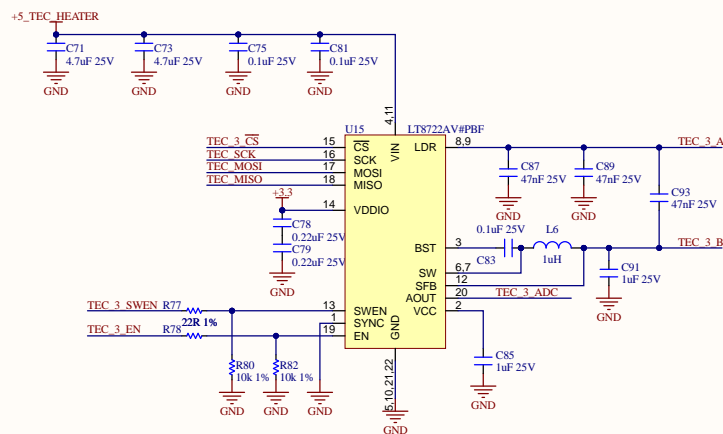 +5_TEC_HEATER
C71
4.7uF 25V
C73
4.7uF 25V
C75
0.1uF 25V
C81
0.1uF 25V
GND
GND
GND
GND
4,11
U15
LT8722AV#PBF
TEC_3_CS
15
CS
VIN
LDR
8,9
TEC_3_A
TEC_SCK
16
SCK
TEC_MOSI
17
MOSI
TEC_MISO
18
MISO
C87
47nF 25V
C89
47nF 25V
+3.3
14
VDDIO
GND
GND
C93
47nF 25V
C78
0.22uF 25V
C79
0.22uF 25V
GND
0.1uF 25V
L6
BST
3
TEC_3_B
C83
1uH
SW
6,7
C91
1uF 25V
SFB
12
AOUT
20
TEC_3_ADC
TEC_3_SWEN
R77
22R 1%
13
SWEN
VCC
2
GND
1
SYNC
TEC_3_EN
R78
19
EN
GND
R80
10k 1%
R82
10k 1%
C85
1uF 25V
5,10,21,22
GND
GND
GND
GND
GND